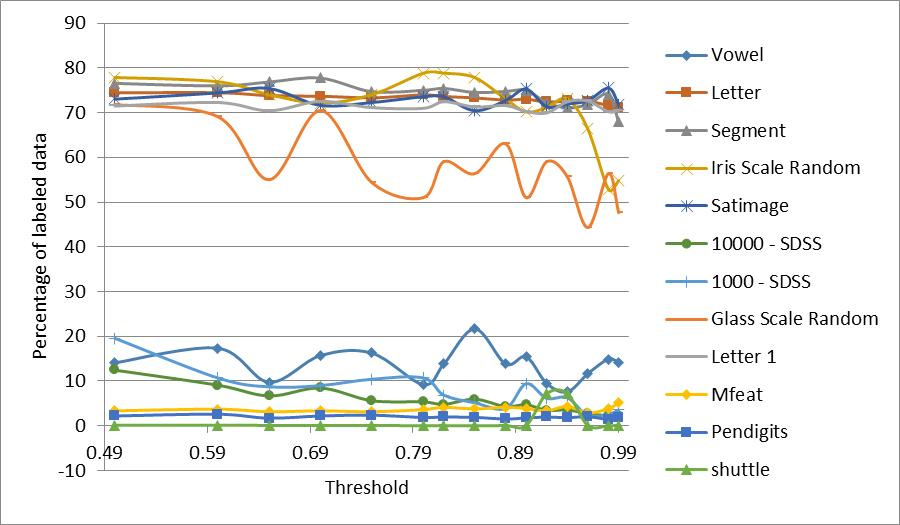 90
80
70
60
50
40
30
20
10
0
-10
Percentage of labeled data
0.49 0.59 0.69 0.79 0.89 0.99
Threshold
Vowel
Letter
Segment
Iris Scale Random
Satimage
10000 - SDSS
1000 - SDSS
Glass Scale Random
Letter 1
Mfeat
Pendigits
shuttle